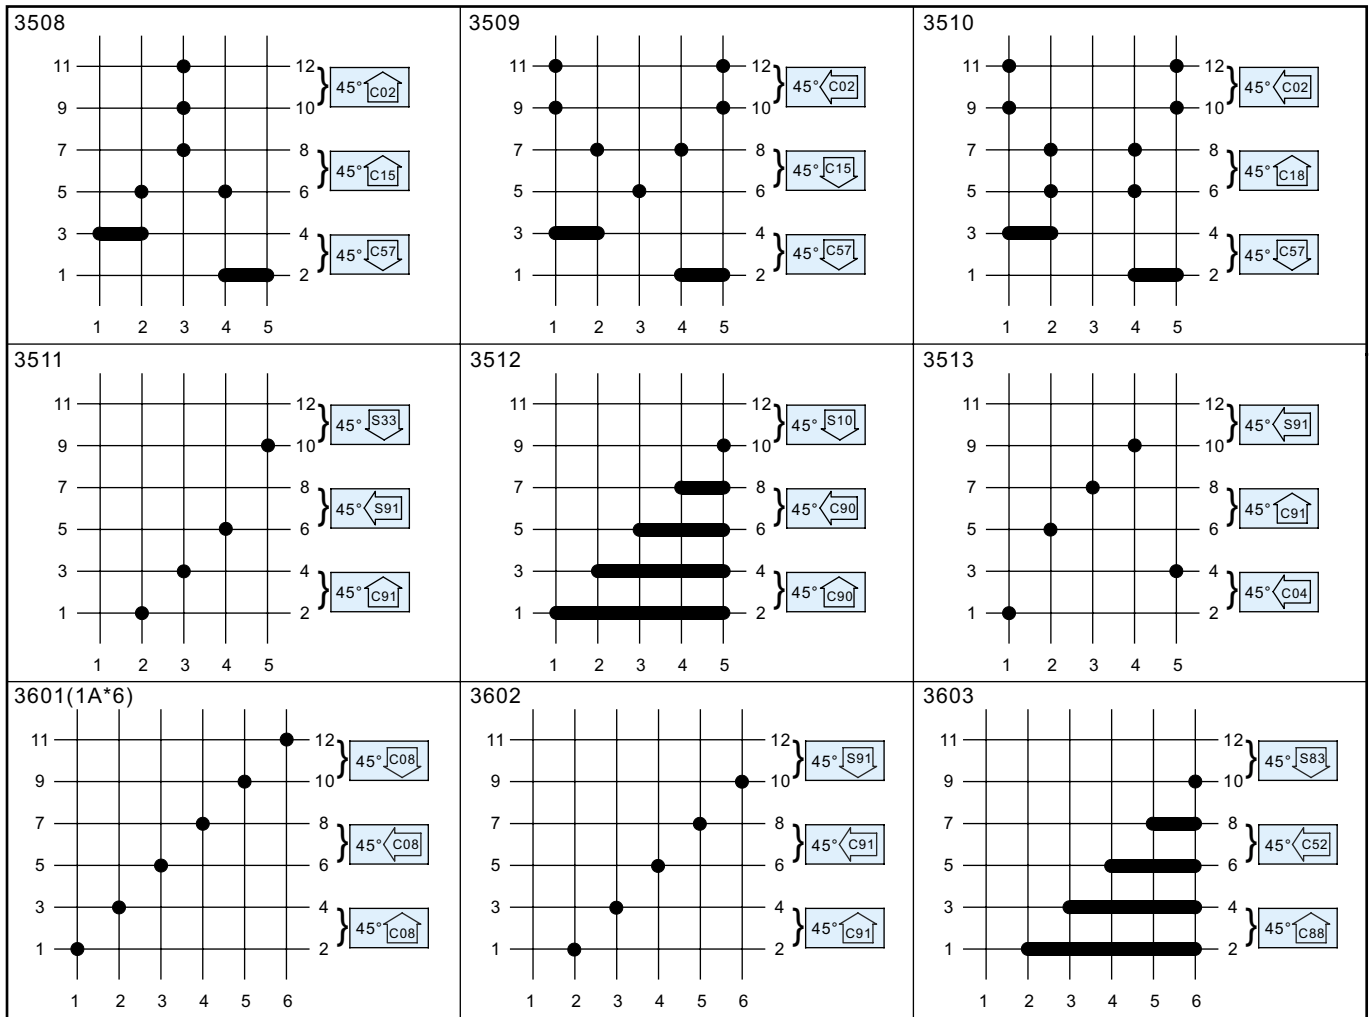 3508
11 12 45° C02
9 10
7 8 45° C15
5 6
3 4 45° C57
1 2
1 2 3 4 5
3509
11 12 45° C02
9 10
7 8 45° C15
5 6
3 4 45° C57
1 2
1 2 3 4 5
3510
11 12 45° C02
9 10
7 8 45° C18
5 6
3 4 45° C57
1 2
1 2 3 4 5
3511
11 12 45° S33
9 10
7 8 45° S91
5 6
3 4 45° C91
1 2
1 2 3 4 5
3512
11 12 45° S10
9 10
7 8 45° C90
5 6
3 4 45° C90
1 2
1 2 3 4 5
3513
11 12 45° S91
9 10
7 8 45° C91
5 6
3 4 45° C04
1 2
1 2 3 4 5
3601(1A*6)
11 12 45° C08
9 10
7 8 45° C08
5 6
3 4 45° C08
1 2
1 2 3 4 5 6
3602
11 12 45° S91
9 10
7 8 45° C91
5 6
3 4 45° C91
1 2
1 2 3 4 5 6
3603
11 12 45° S83
9 10
7 8 45° C52
5 6
3 4 45° C88
1 2
1 2 3 4 5 6